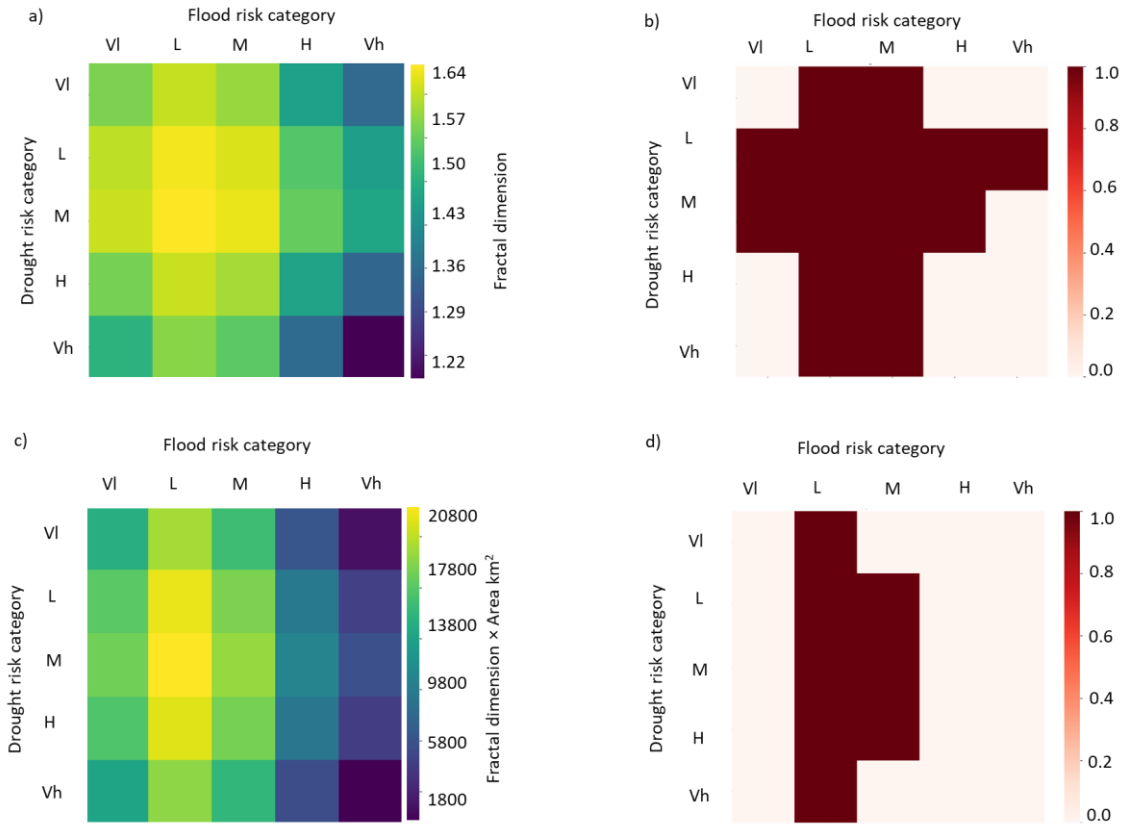 a)
Flood risk category
Vl L M H Vh
Drought risk category
Vl
L
M
H
Vh
1.64
1.57
1.50
1.43
1.36
1.29
1.22
Fractal dimension
b)
Flood risk category
Vl L M H Vh
Drought risk category
Vl
L
M
H
Vh
1.0
0.8
0.6
0.4
0.2
0.0
c)
Flood risk category
Vl L M H Vh
Drought risk category
Vl
L
M
H
Vh
20800
17800
13800
9800
5800
1800
Fractal dimension × Area km²
d)
Flood risk category
Vl L M H Vh
Drought risk category
Vl
L
M
H
Vh
1.0
0.8
0.6
0.4
0.2
0.0